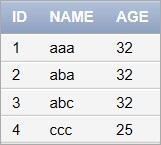 ID NAME AGE
1 aaa 32
2 aba 32
3 abc 32
4 ccc 25